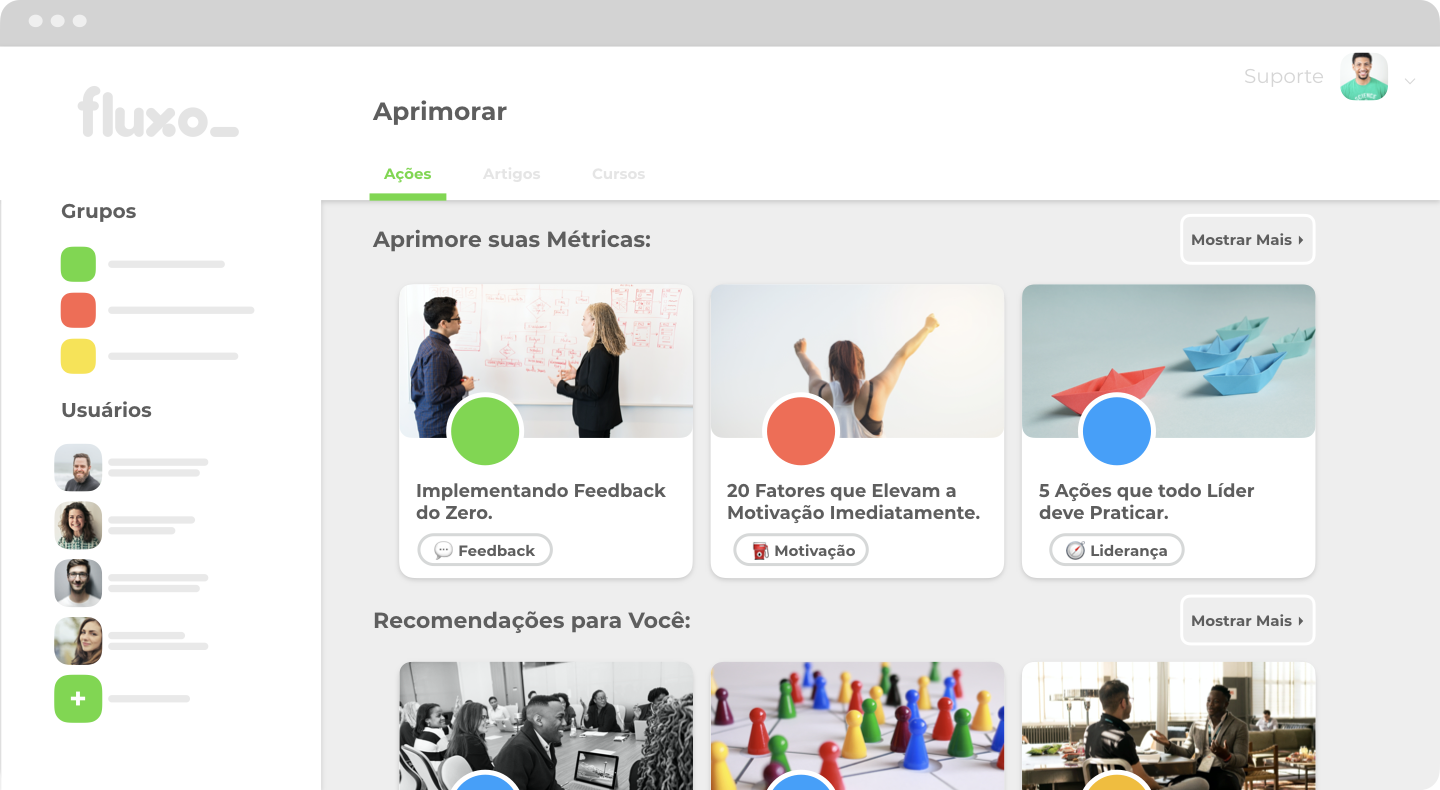 fluxo_
Suporte
Aprimorar
Ações
Artigos
Cursos
Grupos
Usuários
Aprimore suas Métricas:
Mostrar Mais
Implementando Feedback
do Zero.
Feedback
20 Fatores que Elevam a
Motivação Imediatamente.
Motivação
5 Ações que todo Líder
deve Praticar.
Liderança
Recomendações para Você:
Mostrar Mais